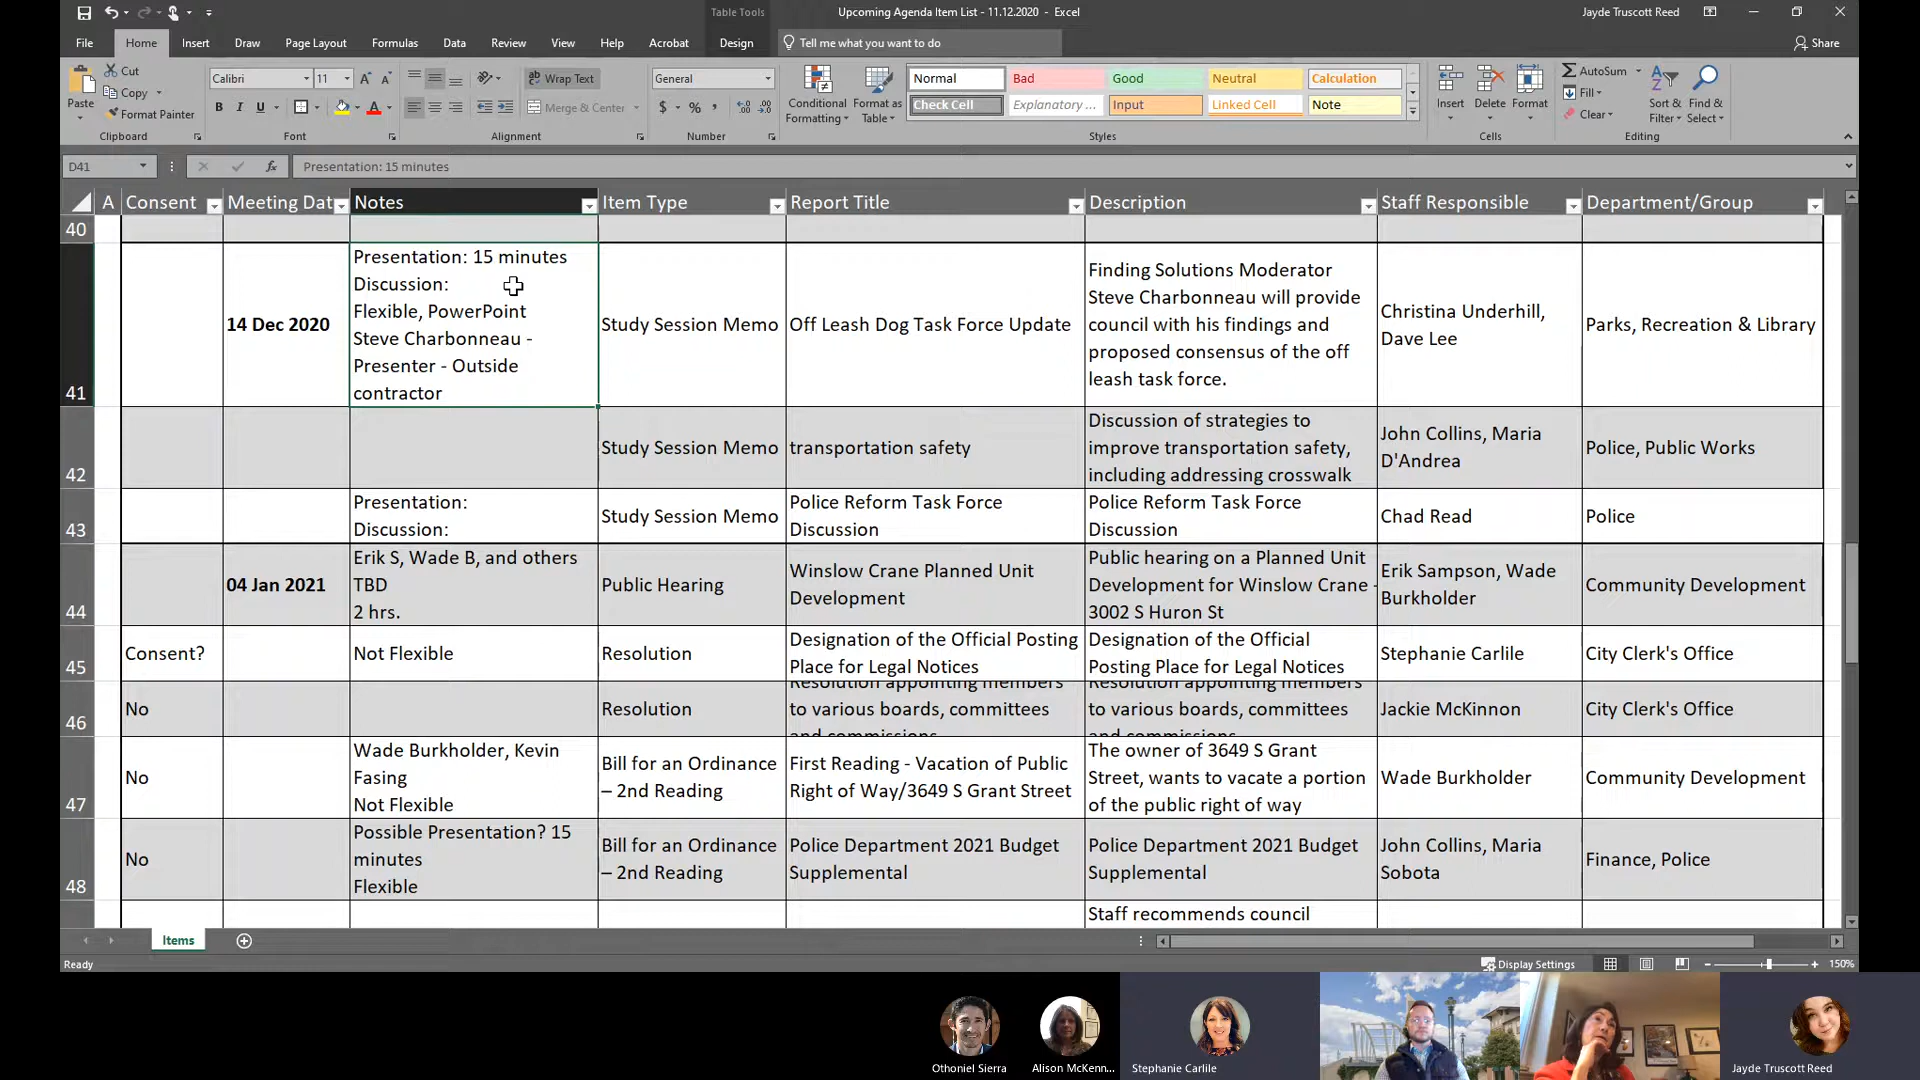 Table Tools
Upcoming Agenda Item List - 11.12.2020 - Excel
Jayde Truscott Reed
File
Home
Insert
Draw
Page Layout
Formulas
Data
Review
View
Help
Acrobat
Design
Tell me what you want to do
Share
Paste
Cut
Copy
Format Painter
Clipboard
Calibri
11
B I U
Font
Wrap Text
Merge & Center
Alignment
General
$ %
Number
Conditional
Formatting
Format as
Table
Normal
Bad
Good
Neutral
Calculation
Check Cell
Explanatory ...
Input
Linked Cell
Note
Styles
Insert
Delete
Format
Cells
AutoSum
Fill
Clear
Sort &
Filter
Find &
Select
Editing
D41
fx
Presentation: 15 minutes
A
Consent
Meeting Dat
Notes
Item Type
Report Title
Description
Staff Responsible
Department/Group
40
41
14 Dec 2020
Presentation: 15 minutes
Discussion:
Flexible, PowerPoint
Steve Charbonneau -
Presenter - Outside
contractor
Study Session Memo
Off Leash Dog Task Force Update
Finding Solutions Moderator
Steve Charbonneau will provide
council with his findings and
proposed consensus of the off
leash task force.
Christina Underhill,
Dave Lee
Parks, Recreation & Library
42
Study Session Memo
transportation safety
Discussion of strategies to
improve transportation safety,
including addressing crosswalk
John Collins, Maria
D'Andrea
Police, Public Works
43
Presentation:
Discussion:
Study Session Memo
Police Reform Task Force
Discussion
Police Reform Task Force
Discussion
Chad Read
Police
44
04 Jan 2021
Erik S, Wade B, and others
TBD
2 hrs.
Public Hearing
Winslow Crane Planned Unit
Development
Public hearing on a Planned Unit
Development for Winslow Crane -
3002 S Huron St
Erik Sampson, Wade
Burkholder
Community Development
45
Consent?
Not Flexible
Resolution
Designation of the Official Posting
Place for Legal Notices
Designation of the Official
Posting Place for Legal Notices
Stephanie Carlile
City Clerk's Office
46
No
Resolution
Resolution appointing members
to various boards, committees
and commissions
Resolution appointing members
to various boards, committees
and commissions
Jackie McKinnon
City Clerk's Office
47
No
Wade Burkholder, Kevin
Fasing
Not Flexible
Bill for an Ordinance
– 2nd Reading
First Reading - Vacation of Public
Right of Way/3649 S Grant Street
The owner of 3649 S Grant
Street, wants to vacate a portion
of the public right of way
Wade Burkholder
Community Development
48
No
Possible Presentation? 15
minutes
Flexible
Bill for an Ordinance
– 2nd Reading
Police Department 2021 Budget
Supplemental
Police Department 2021 Budget
Supplemental
John Collins, Maria
Sobota
Finance, Police
Staff recommends council
Items
Ready
Display Settings
150%
Othoniel Sierra
Alison McKenn...
Stephanie Carlile
Jayde Truscott Reed